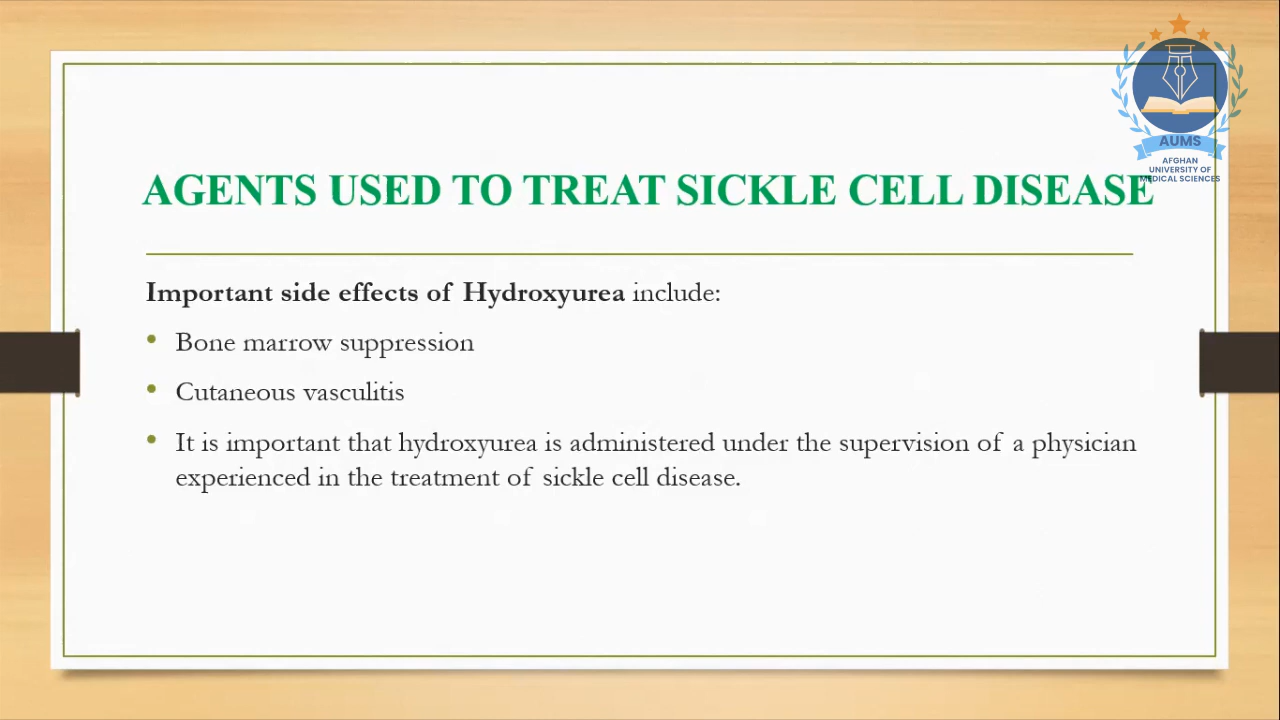 AUMS
AFGHAN
UNIVERSITY OF
MEDICAL SCIENCES
AGENTS USED TO TREAT SICKLE CELL DISEASE
Important side effects of Hydroxyurea include:
• Bone marrow suppression
• Cutaneous vasculitis
• It is important that hydroxyurea is administered under the supervision of a physician
experienced in the treatment of sickle cell disease.